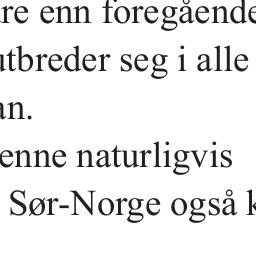 re enn foregående
utbreder seg i alle
an.
enne naturligvis
Sør-Norge også k